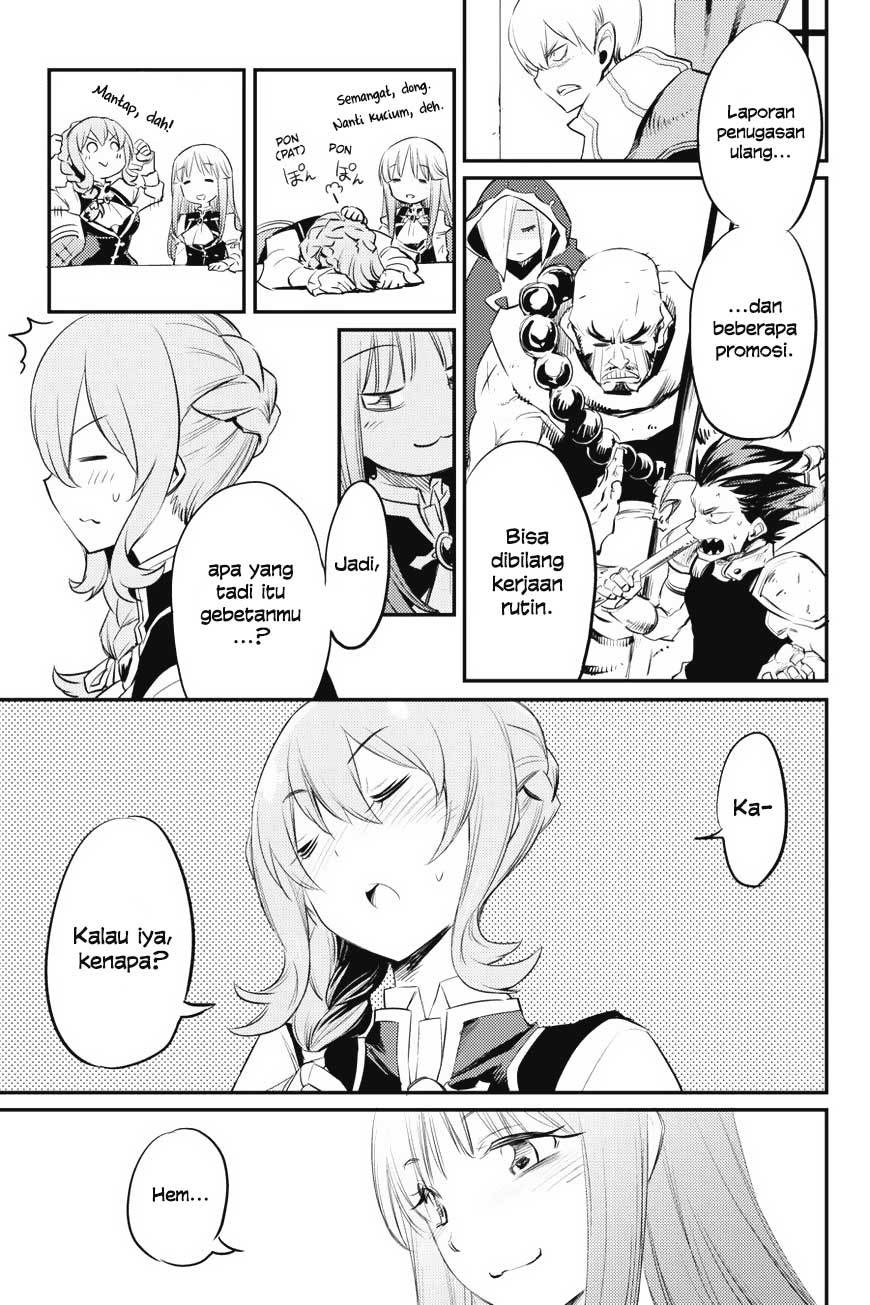 Laporan
penugasan
ulang...
...dan
beberapa
promosi.
Bisa
dibilang
kerjaan
rutin.
Semangat, dong.
Nanti kucium, deh.
PON
(PAT)
PON
ぽん
ぽん
Mantap, dah!
Jadi,
apa yang
tadi itu
gebetanmu
...?
Ka-
Kalau iya,
kenapa?
Hem...